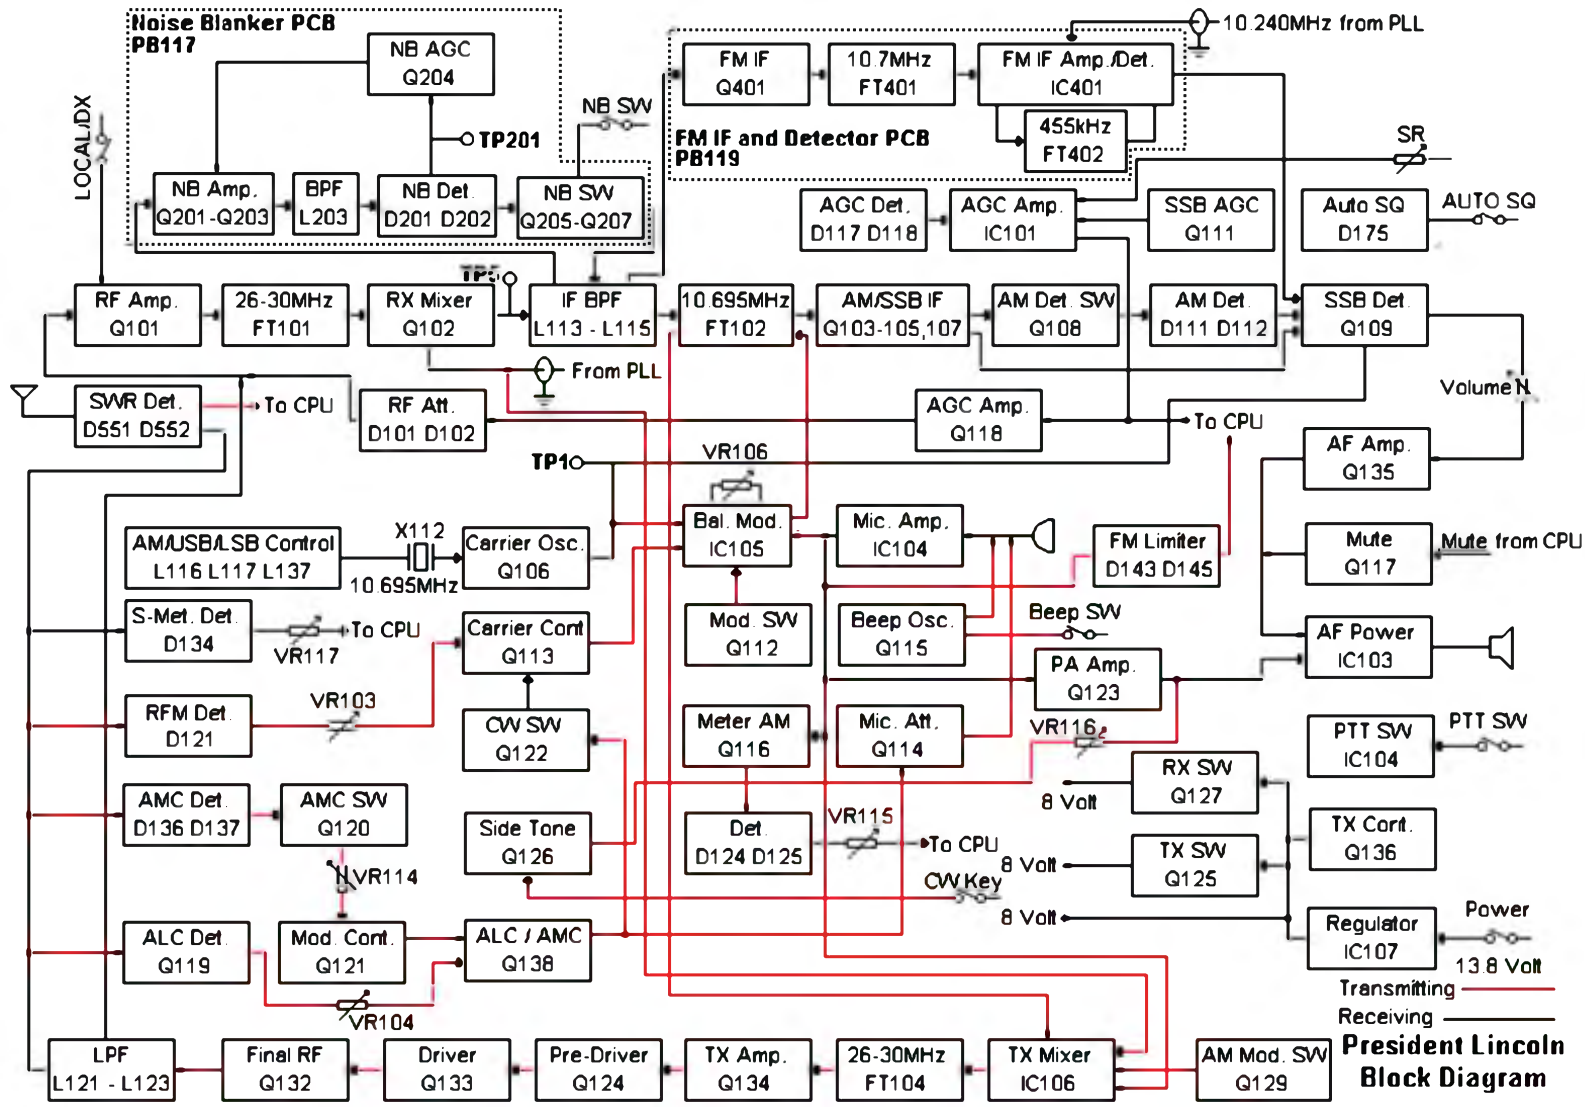 Noise Blanker PCB
PB117
NB AGC
Q204
TP201
NB SW
LOCAL/DX
NB Amp.
Q201-Q203
BPF
L203
NB Det.
D201 D202
NB SW
Q205-Q207
10.240MHz from PLL
FM IF
Q401
10.7MHz
FT401
FM IF Amp./Det.
IC401
455kHz
FT402
FM IF and Detector PCB
PB119
SR
AGC Det.
D117 D118
AGC Amp.
IC101
SSB AGC
Q111
Auto SQ
D175
AUTO SQ
TP5
RF Amp.
Q101
26-30MHz
FT101
RX Mixer
Q102
IF BPF
L113 - L115
10.695MHz
FT102
AM/SSB IF
Q103-105,107
AM Det. SW
Q108
AM Det.
D111 D112
SSB Det.
Q109
From PLL
Volume
SWR Det.
D551 D552
To CPU
RF Att.
D101 D102
AGC Amp.
Q118
To CPU
AF Amp.
Q135
TP1
VR106
AM/USB/LSB Control
L116 L117 L137
X112
10.695MHz
Carrier Osc.
Q106
Bal. Mod.
IC105
Mic. Amp.
IC104
FM Limiter
D143 D145
Mute
Q117
Mute from CPU
S-Met. Det.
D134
VR117
To CPU
Carrier Cont
Q113
Mod. SW
Q112
Beep Osc.
Q115
Beep SW
AF Power
IC103
PA Amp.
Q123
RFM Det.
D121
VR103
CW SW
Q122
Meter AM
Q116
Mic. Att.
Q114
VR116
PTT SW
IC104
PTT SW
RX SW
Q127
8 Volt
AMC Det.
D136 D137
AMC SW
Q120
Side Tone
Q126
Det.
D124 D125
VR115
To CPU
TX SW
Q125
8 Volt
TX Cont.
Q136
VR114
CW Key
8 Volt
ALC Det.
Q119
Mod. Cont.
Q121
ALC / AMC
Q138
Regulator
IC107
Power
13.8 Volt
VR104
Transmitting
Receiving
LPF
L121 - L123
Final RF
Q132
Driver
Q133
Pre-Driver
Q124
TX Amp.
Q134
26-30MHz
FT104
TX Mixer
IC106
AM Mod. SW
Q129
President Lincoln
Block Diagram